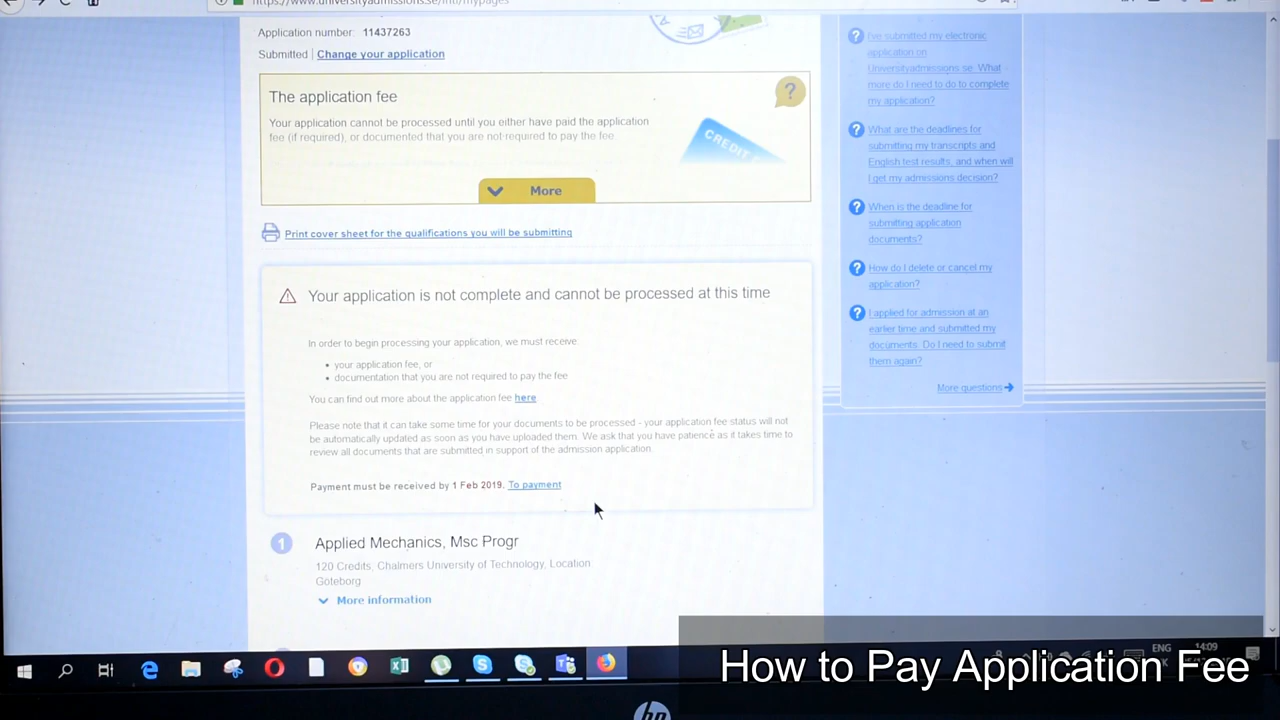 https://www.universityadmissions.se/intl/mypages
Application number: 11437263
Submitted | Change your application
The application fee
Your application cannot be processed until you either have paid the application
fee (if required), or documented that you are not required to pay the fee
CREDIT
More
Print cover sheet for the qualifications you will be submitting
Your application is not complete and cannot be processed at this time
In order to begin processing your application, we must receive
• your application fee, or
• documentation that you are not required to pay the fee
You can find out more about the application fee here
Please note that it can take some time for your documents to be processed - your application fee status will not
be automatically updated as soon as you have uploaded them. We ask that you have patience as it takes time to
review all documents that are submitted in support of the admission application.
Payment must be received by 1 Feb 2019. To payment
1 Applied Mechanics, Msc Progr
120 Credits, Chalmers University of Technology, Location
Göteborg
More information
I've submitted my electronic
application on
Universityadmissions.se. What
more do I need to do to complete
my application?
What are the deadlines for
submitting my transcripts and
English test results, and when will
I get my admissions decision?
When is the deadline for
submitting application
documents?
How do I delete or cancel my
application?
I applied for admission at an
earlier time and submitted my
documents. Do I need to submit
them again?
More questions
ENG
14:09
How to Pay Application Fee
hp